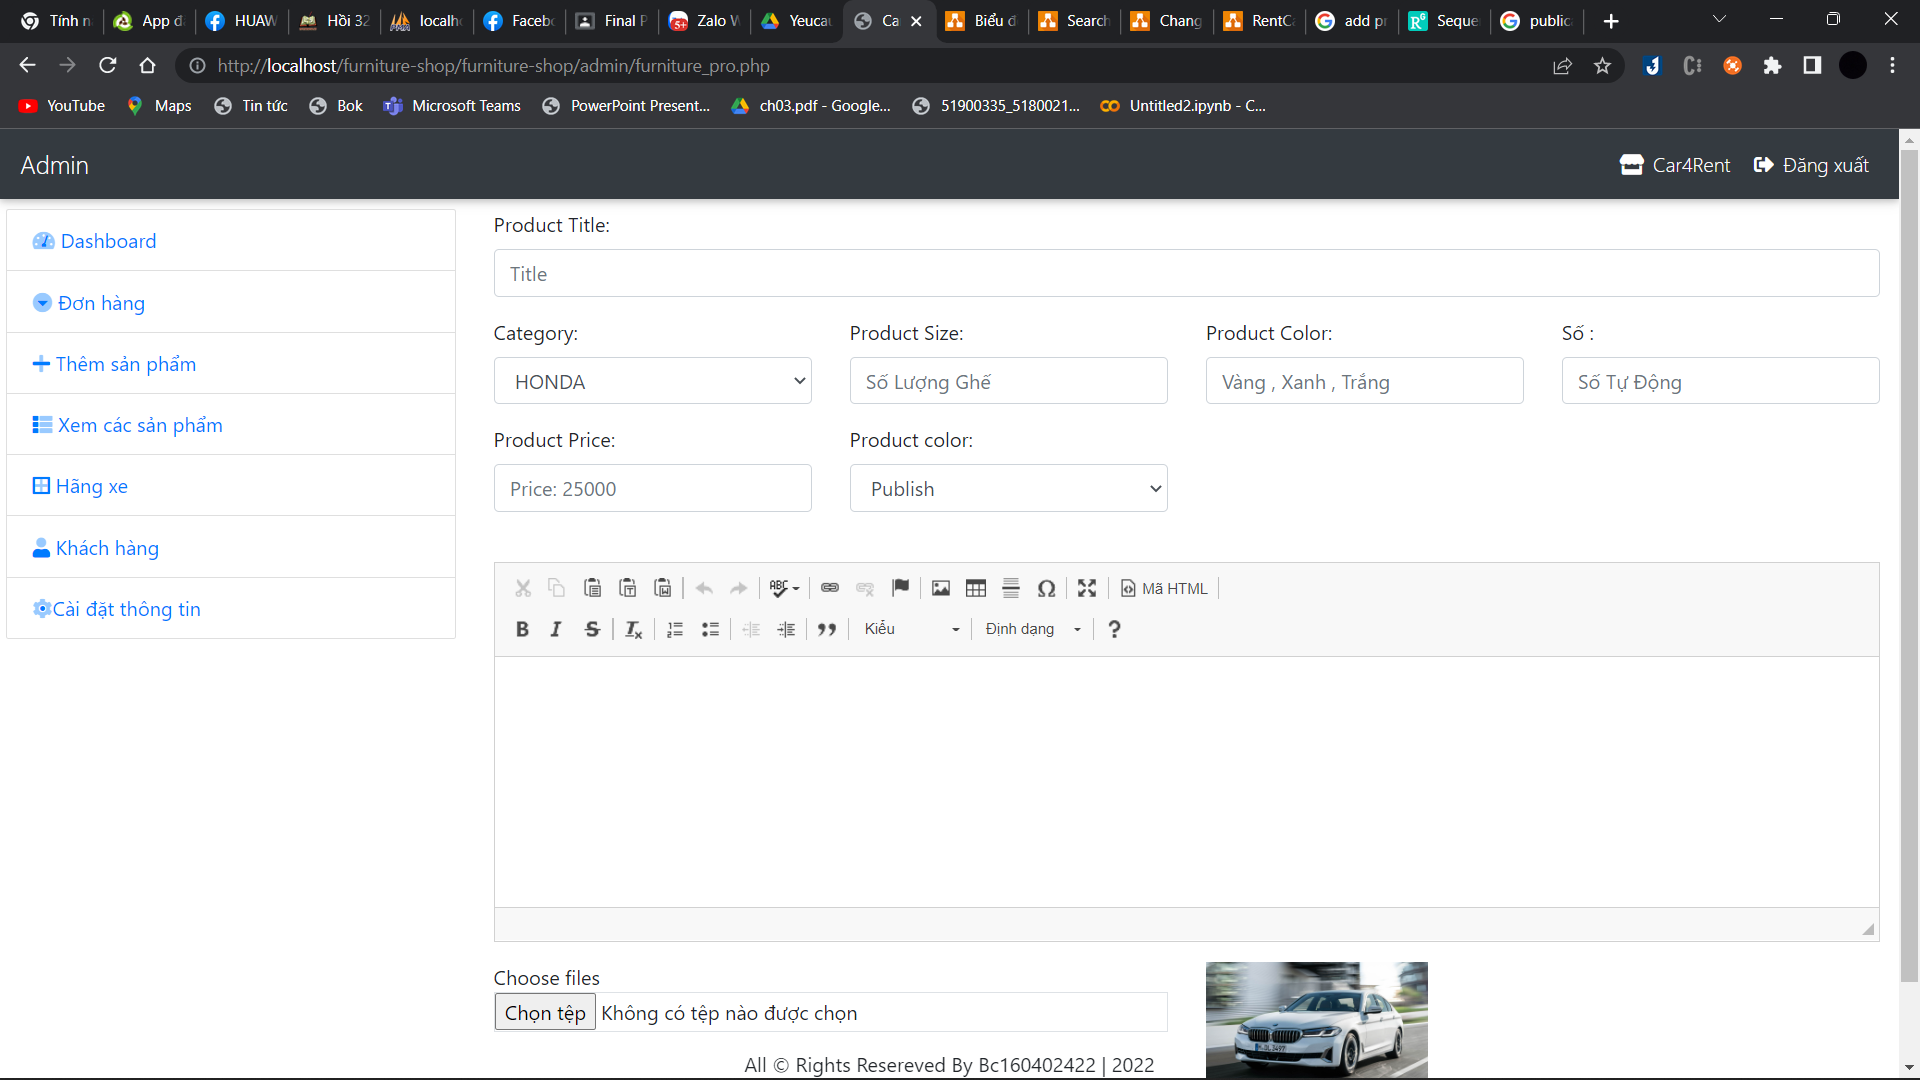 Tính n
App đ
HUAW
Hồi 32
localh
Faceb
Final P
Zalo W
Yeucau
Ca
Biểu đ
Search
Chang
RentCa
add pr
Seque
public
http://localhost/furniture-shop/furniture-shop/admin/furniture_pro.php
YouTube
Maps
Tin tức
Bok
Microsoft Teams
PowerPoint Present...
ch03.pdf - Google...
51900335_5180021...
Untitled2.ipynb - C...
Admin
Car4Rent
Đăng xuất
Dashboard
Đơn hàng
Thêm sản phẩm
Xem các sản phẩm
Hãng xe
Khách hàng
Cài đặt thông tin
Product Title:
Title
Category:
Product Size:
Product Color:
Số :
HONDA
Số Lượng Ghế
Vàng , Xanh , Trắng
Số Tự Động
Product Price:
Product color:
Price: 25000
Publish
Mã HTML
Kiểu
Định dạng
Choose files
Chọn tệp Không có tệp nào được chọn
All © Rights Resereved By Bc160402422 | 2022